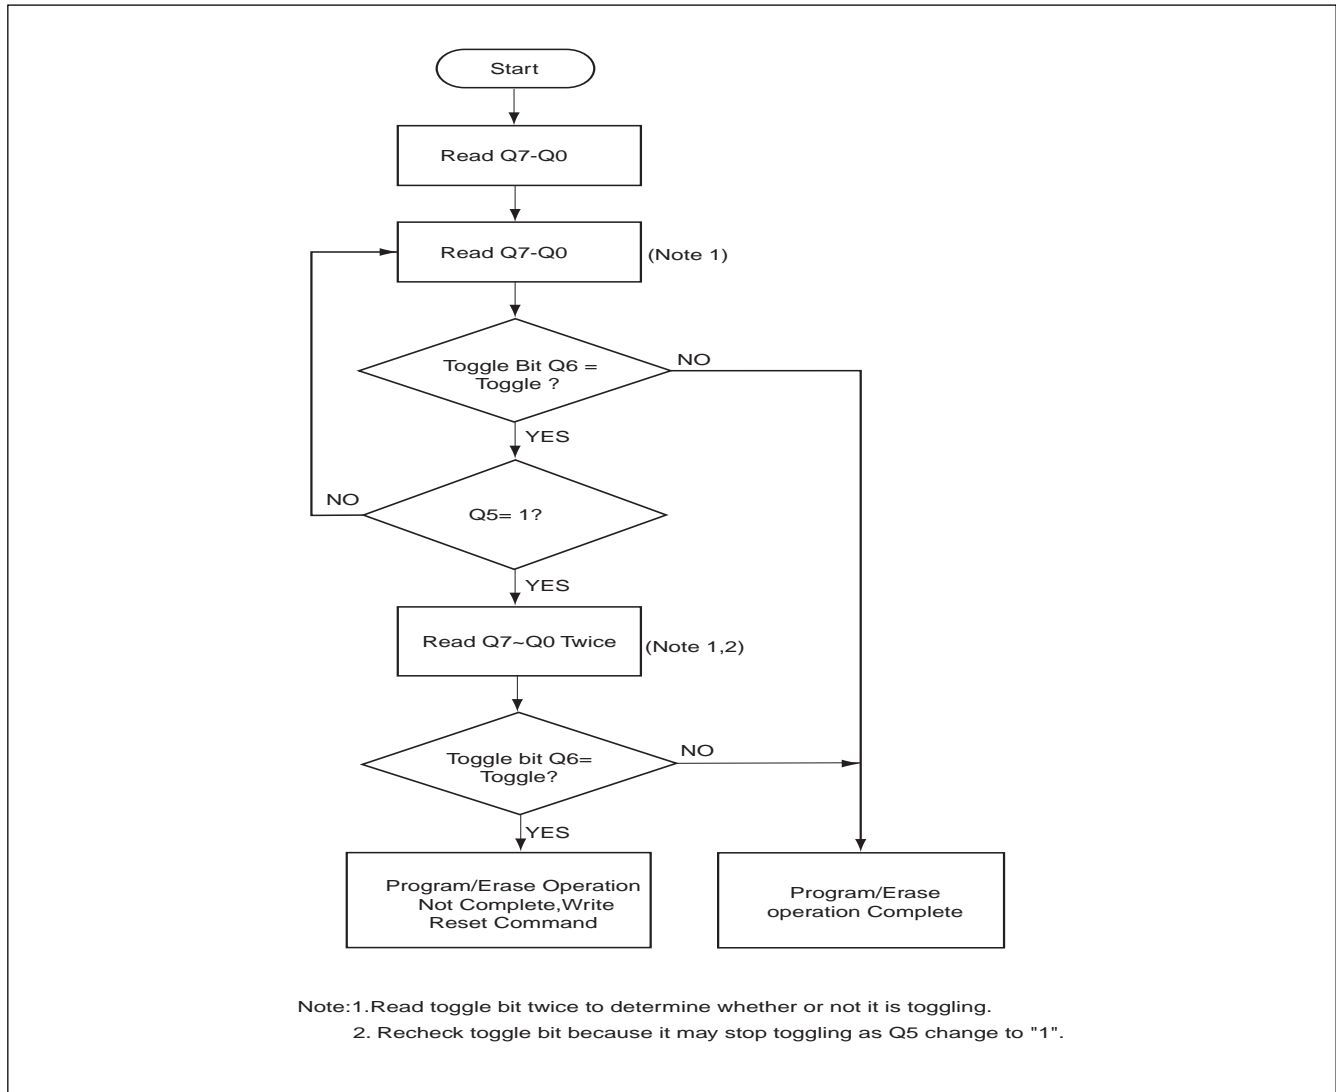 Start
Read Q7-Q0
Read Q7-Q0
(Note 1)
Toggle Bit Q6 =
Toggle ?
NO
YES
NO
Q5= 1?
YES
Read Q7~Q0 Twice
(Note 1,2)
Toggle bit Q6=
Toggle?
NO
YES
Program/Erase Operation
Not Complete,Write
Reset Command
Program/Erase
operation Complete
Note:1.Read toggle bit twice to determine whether or not it is toggling.
2. Recheck toggle bit because it may stop toggling as Q5 change to "1".